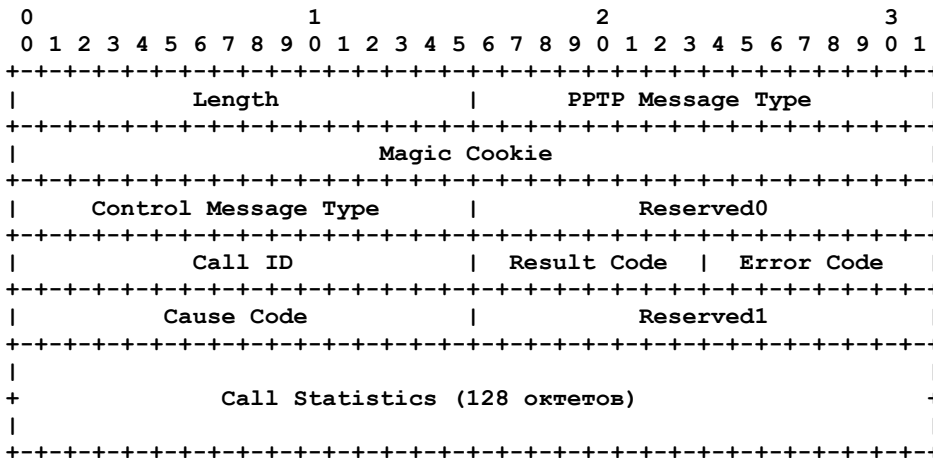 0                   1                   2                   3
 0 1 2 3 4 5 6 7 8 9 0 1 2 3 4 5 6 7 8 9 0 1 2 3 4 5 6 7 8 9 0 1
+-+-+-+-+-+-+-+-+-+-+-+-+-+-+-+-+-+-+-+-+-+-+-+-+-+-+-+-+-+-+-+-
|            Length             |      PPTP Message Type        |
+-+-+-+-+-+-+-+-+-+-+-+-+-+-+-+-+-+-+-+-+-+-+-+-+-+-+-+-+-+-+-+-
|                         Magic Cookie                          |
+-+-+-+-+-+-+-+-+-+-+-+-+-+-+-+-+-+-+-+-+-+-+-+-+-+-+-+-+-+-+-+-
|     Control Message Type      |           Reserved0           |
+-+-+-+-+-+-+-+-+-+-+-+-+-+-+-+-+-+-+-+-+-+-+-+-+-+-+-+-+-+-+-+-
|            Call ID            |  Result Code  |  Error Code   |
+-+-+-+-+-+-+-+-+-+-+-+-+-+-+-+-+-+-+-+-+-+-+-+-+-+-+-+-+-+-+-+-
|          Cause Code           |           Reserved1           |
+-+-+-+-+-+-+-+-+-+-+-+-+-+-+-+-+-+-+-+-+-+-+-+-+-+-+-+-+-+-+-+-
|                                                               |
+              Call Statistics (128 октетов)                    +
|                                                               |
+-+-+-+-+-+-+-+-+-+-+-+-+-+-+-+-+-+-+-+-+-+-+-+-+-+-+-+-+-+-+-+-